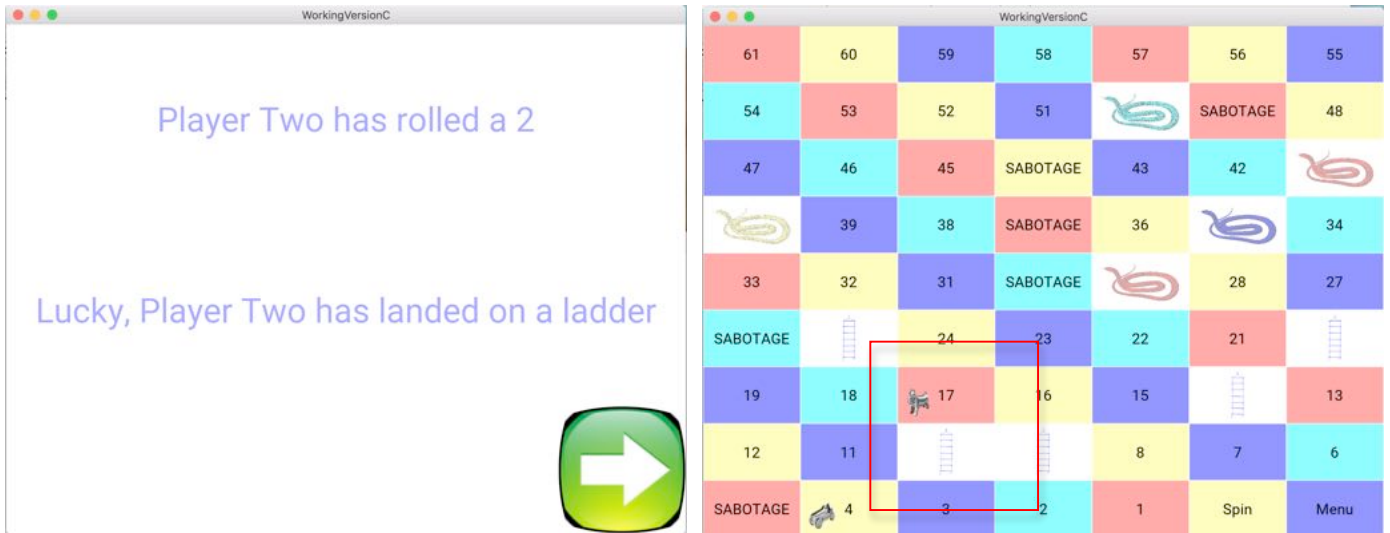 WorkingVersionC
Player Two has rolled a 2
Lucky, Player Two has landed on a ladder
WorkingVersionC
61 60 59 58 57 56 55
54 53 52 51 SABOTAGE 48
47 46 45 SABOTAGE 43 42
39 38 SABOTAGE 36 34
33 32 31 SABOTAGE 28 27
SABOTAGE 24 23 22 21
19 18 17 16 15 13
12 11 8 7 6
SABOTAGE 4 3 2 1 Spin Menu